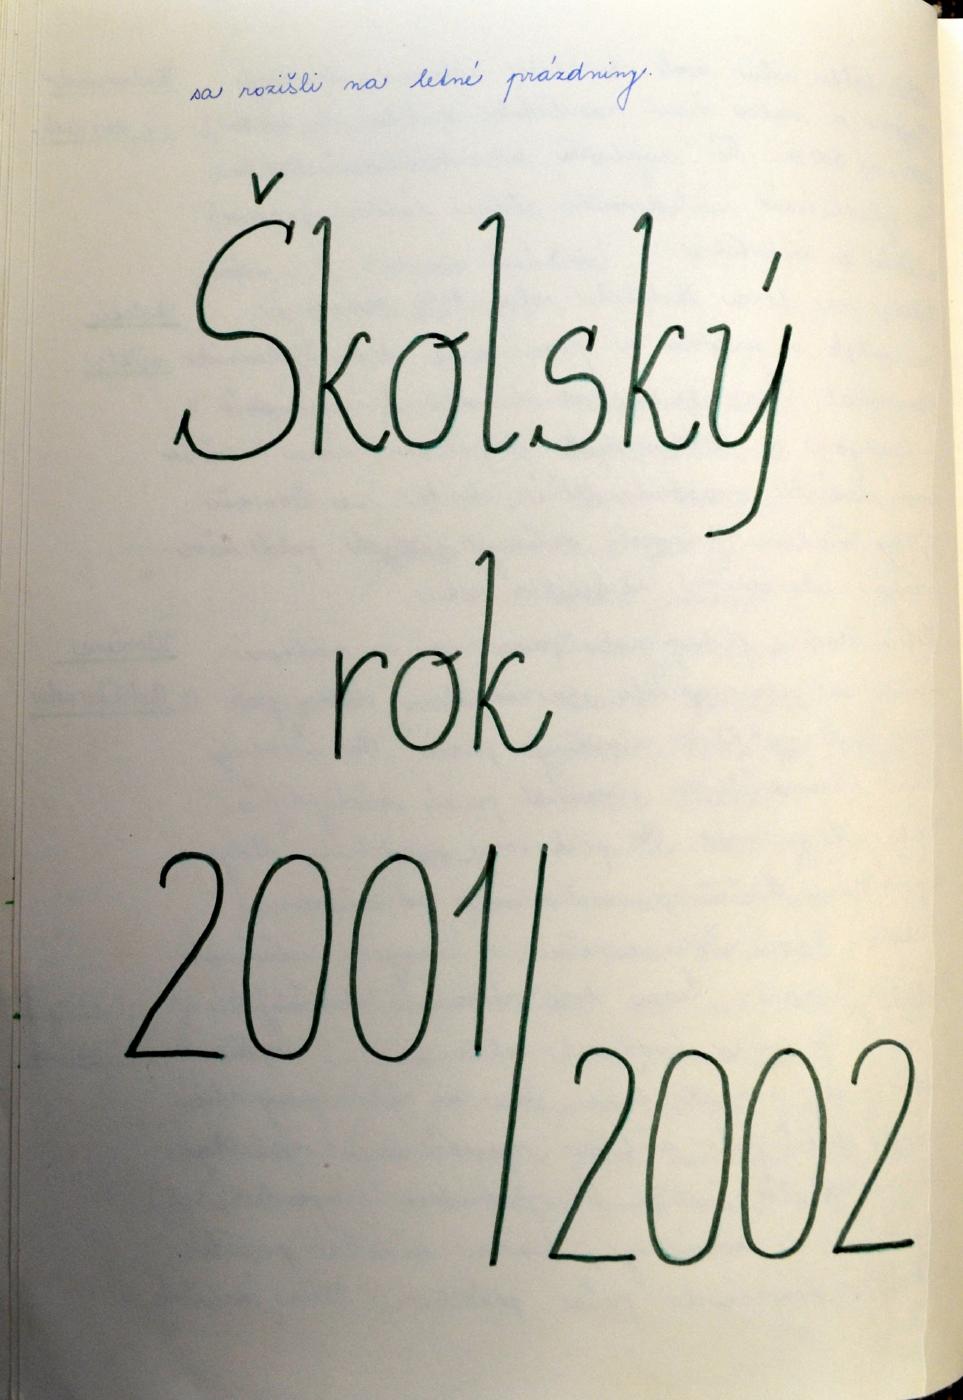 sa rozišli na letné prázdniny.
Školský
rok
2001/2002